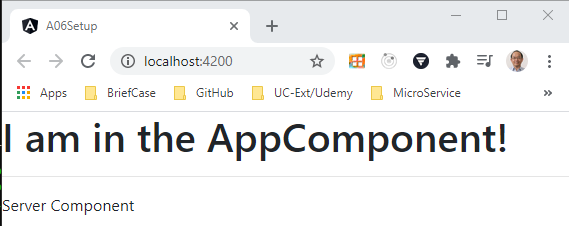 A06Setup
localhost:4200
Apps BriefCase GitHub UC-Ext/Udemy MicroService
I am in the AppComponent!
Server Component